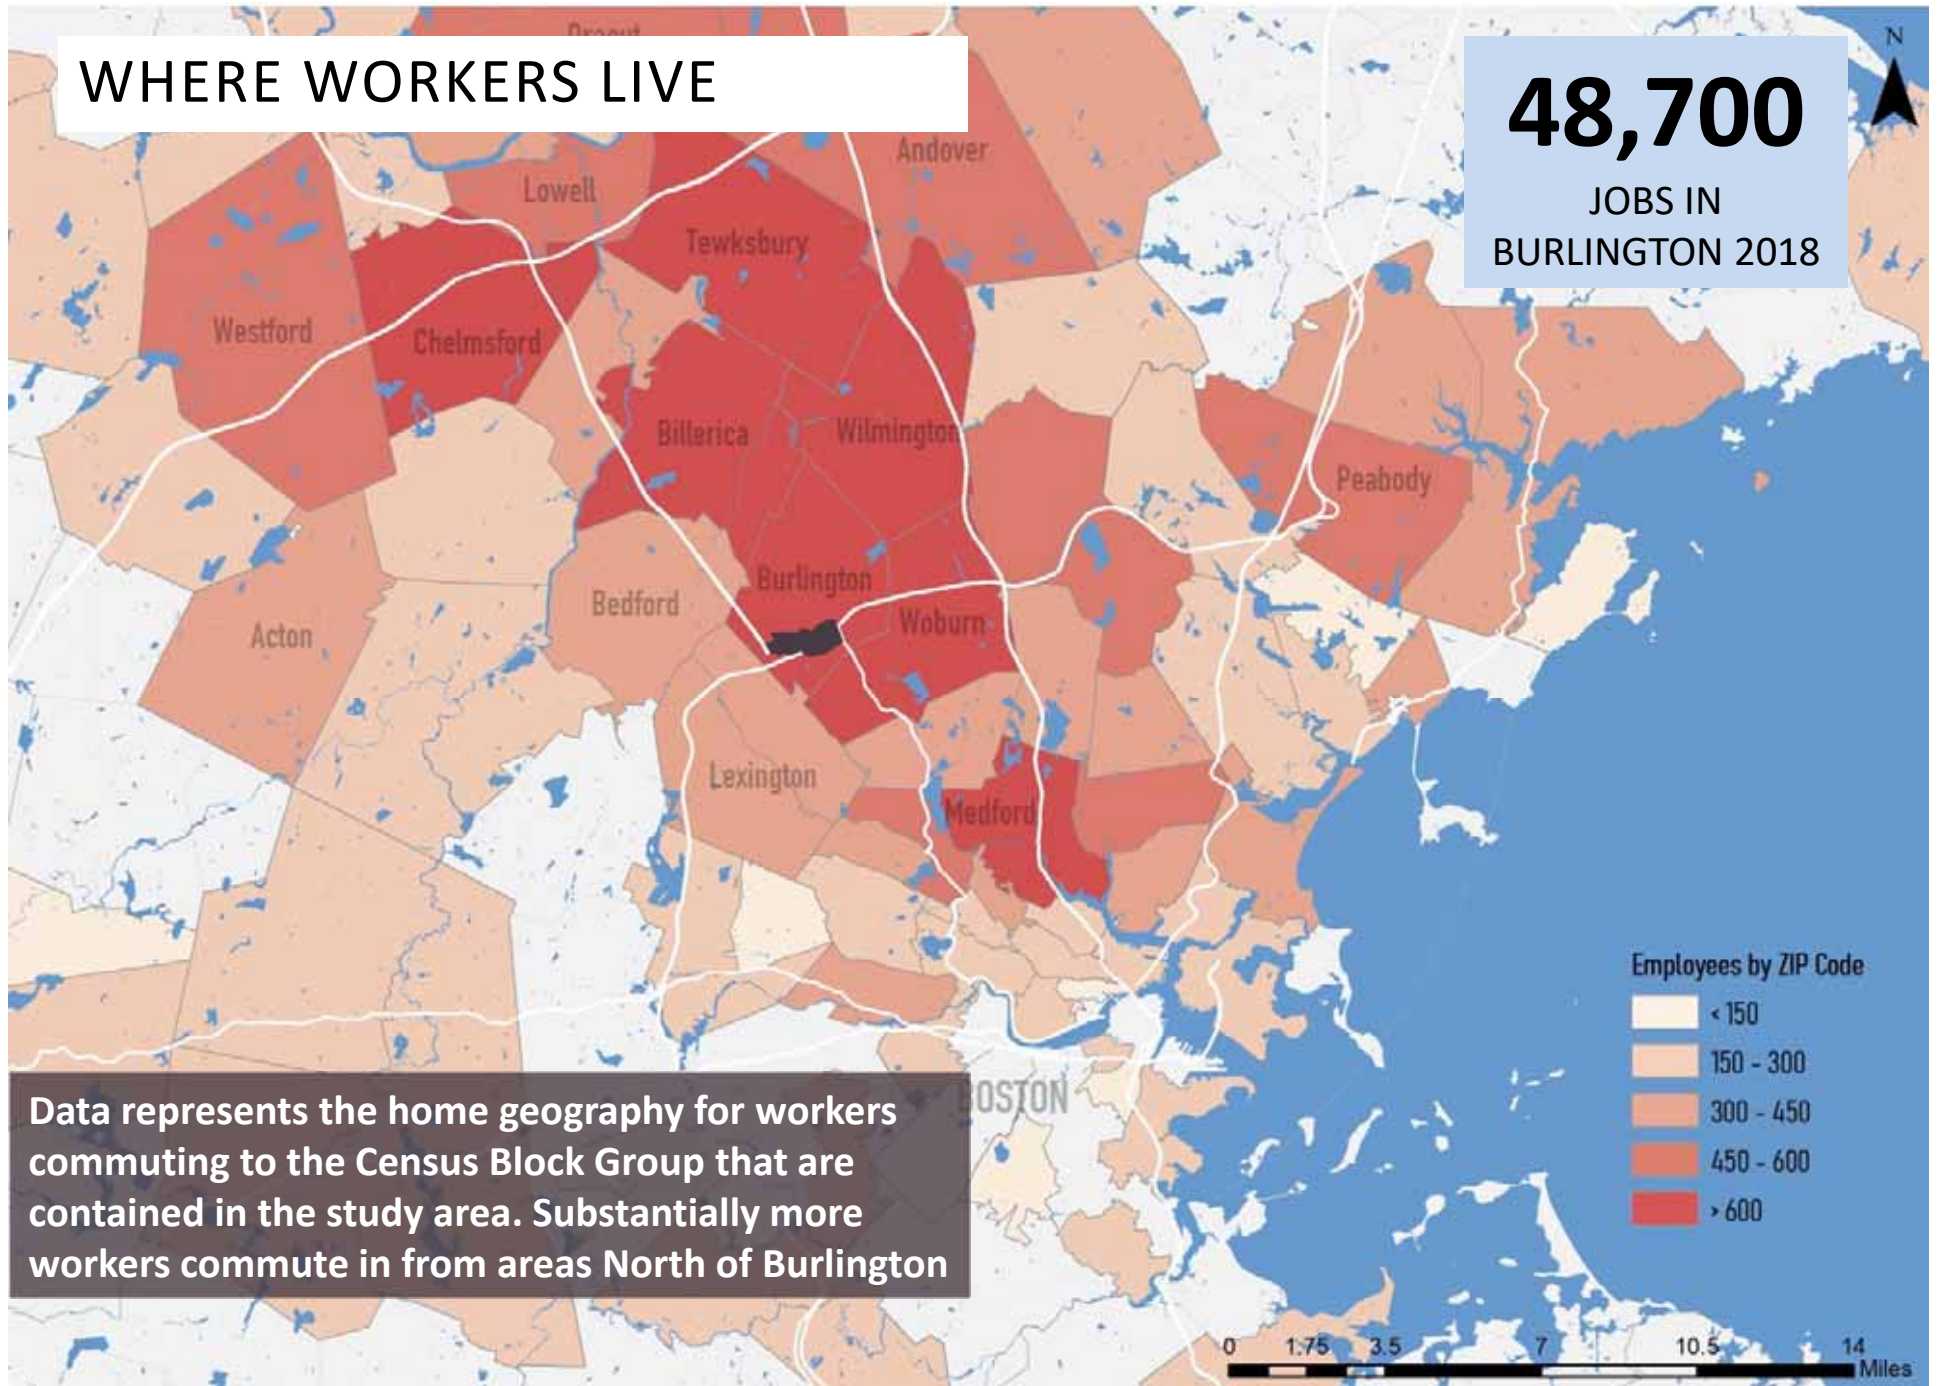 Dracut
WHERE WORKERS LIVE
48,700
JOBS IN
BURLINGTON 2018
N
Andover
Lowell
Tewksbury
Westford
Chelmsford
Billerica
Wilmington
Peabody
Burlington
Bedford
Woburn
Acton
Lexington
Medford
BOSTON
Employees by ZIP Code
< 150
150 - 300
300 - 450
450 - 600
> 600
Data represents the home geography for workers
commuting to the Census Block Group that are
contained in the study area. Substantially more
workers commute in from areas North of Burlington
0 1.75 3.5 7 10.5 14
Miles